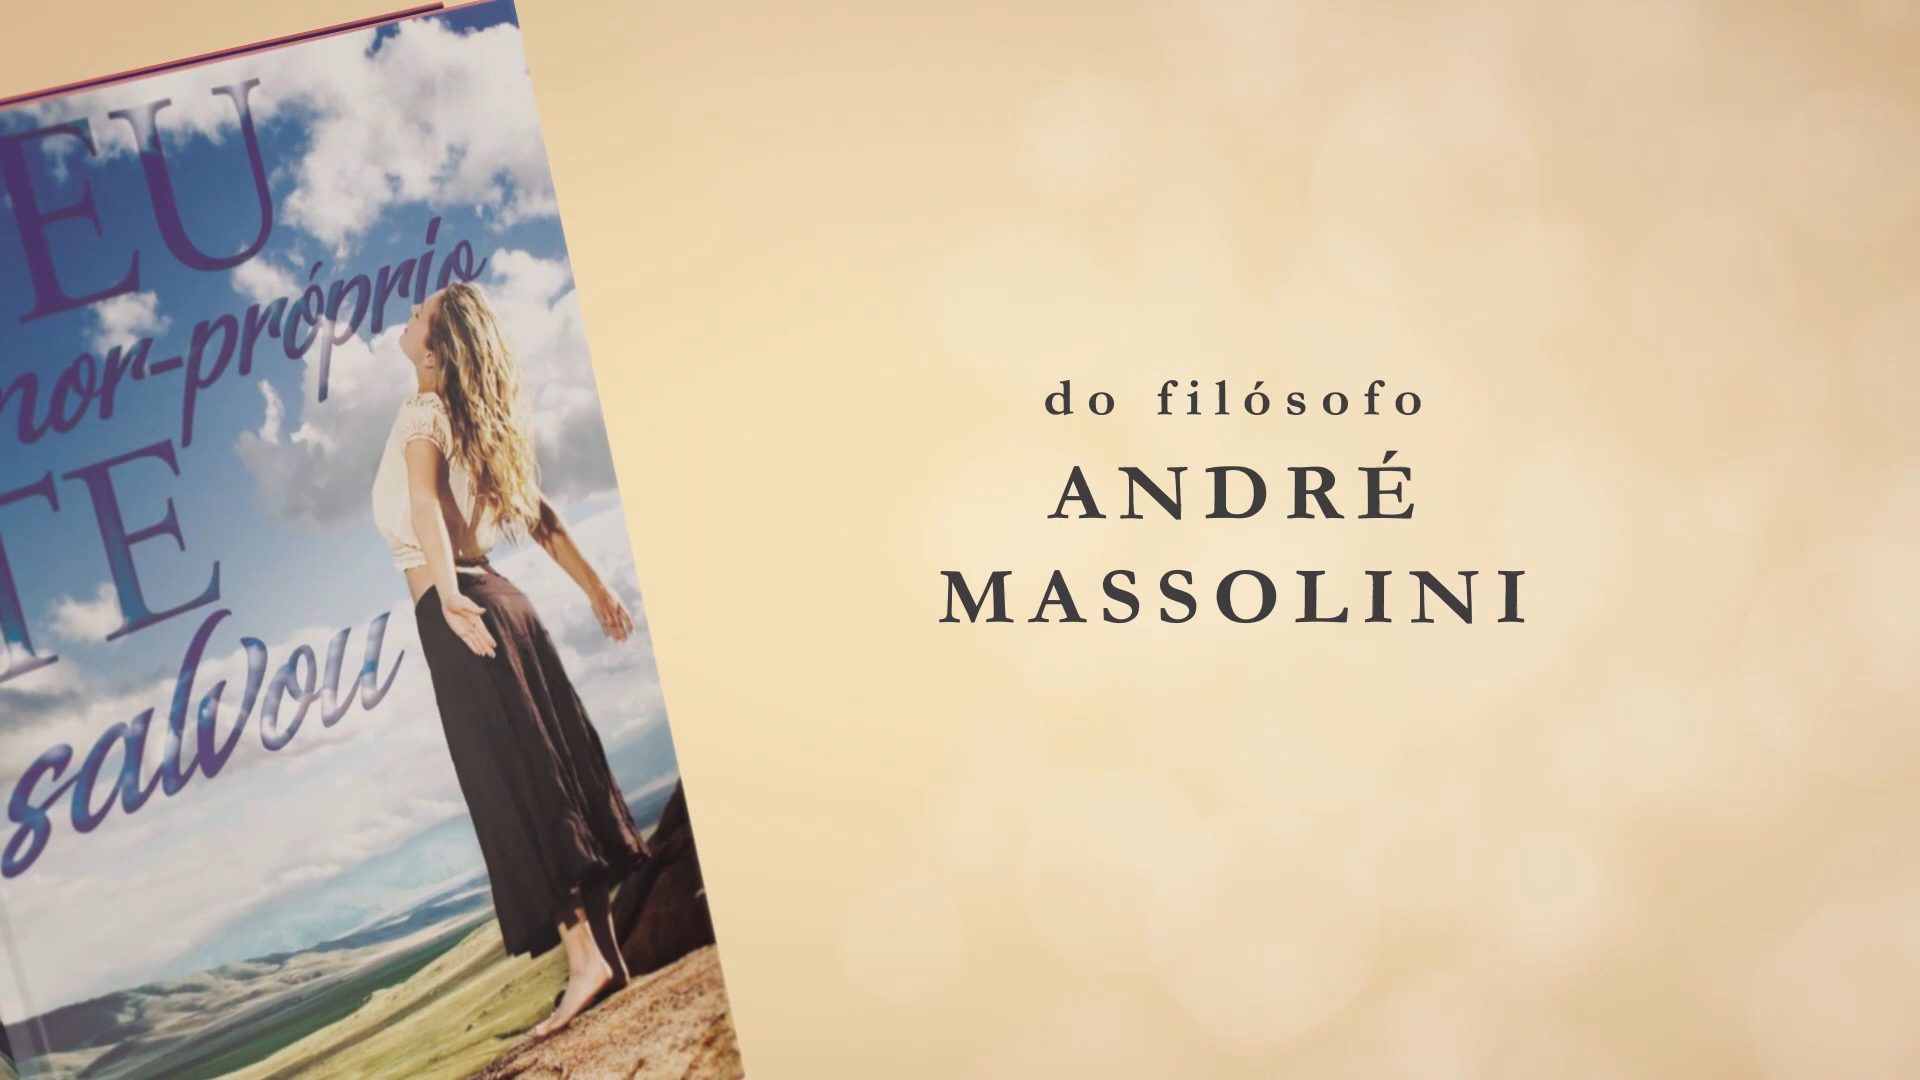 EU
mor-próprio
TE
salvou
do filósofo
ANDRÉ
MASSOLINI